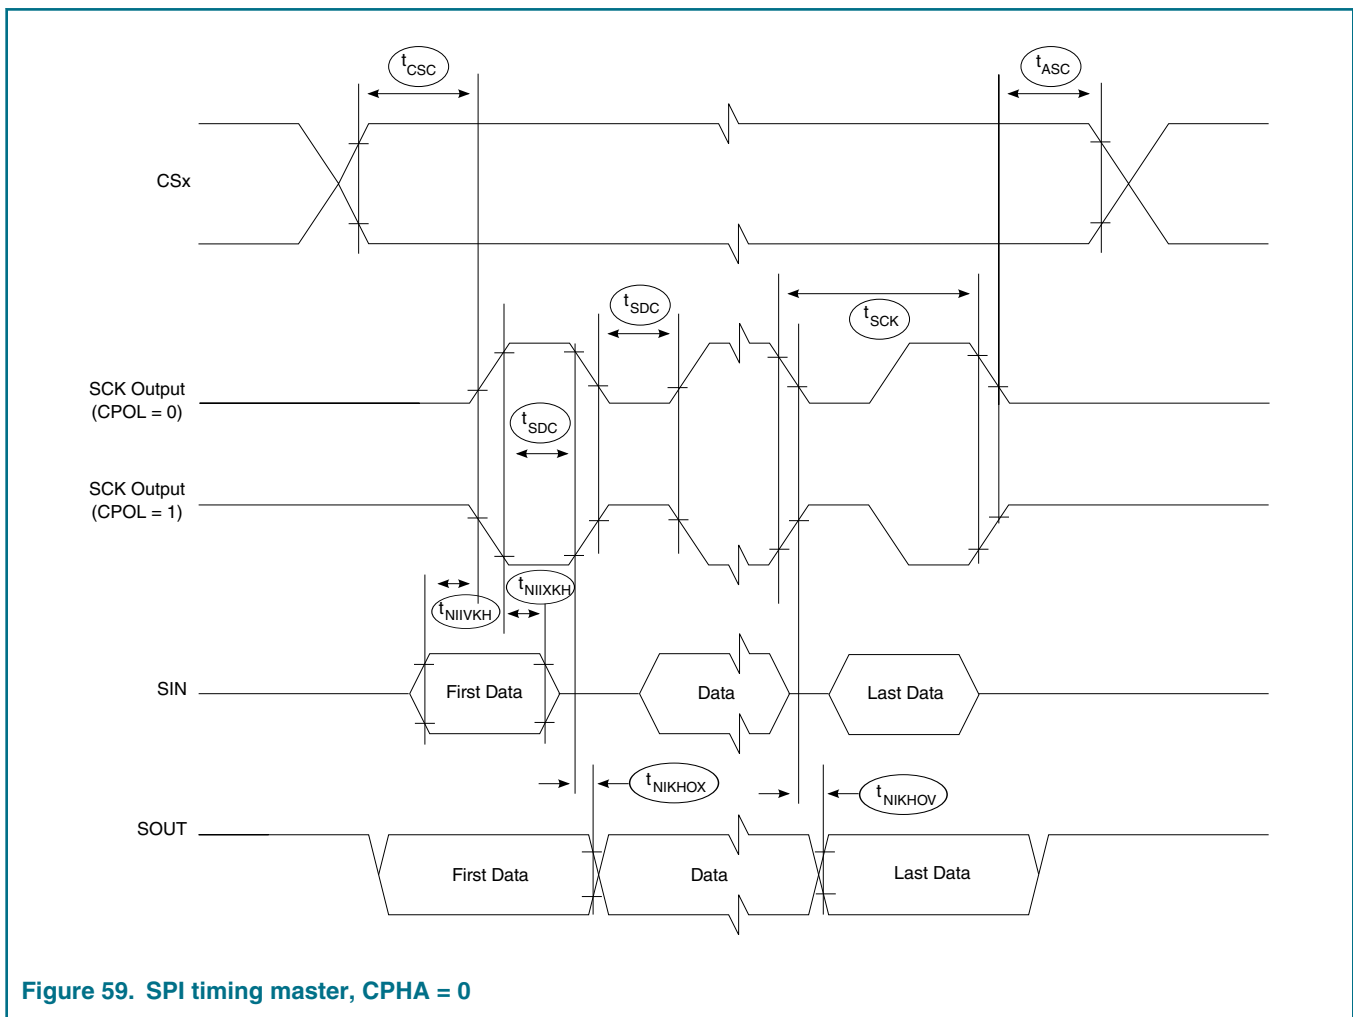 tCSC
tASC
CSx
tSDC
tSCK
SCK Output
(CPOL = 0)
tSDC
SCK Output
(CPOL = 1)
tNIIVKH
tNIIXKH
SIN
First Data
Data
Last Data
tNIKHOX
tNIKHOV
SOUT
First Data
Data
Last Data
Figure 59. SPI timing master, CPHA = 0